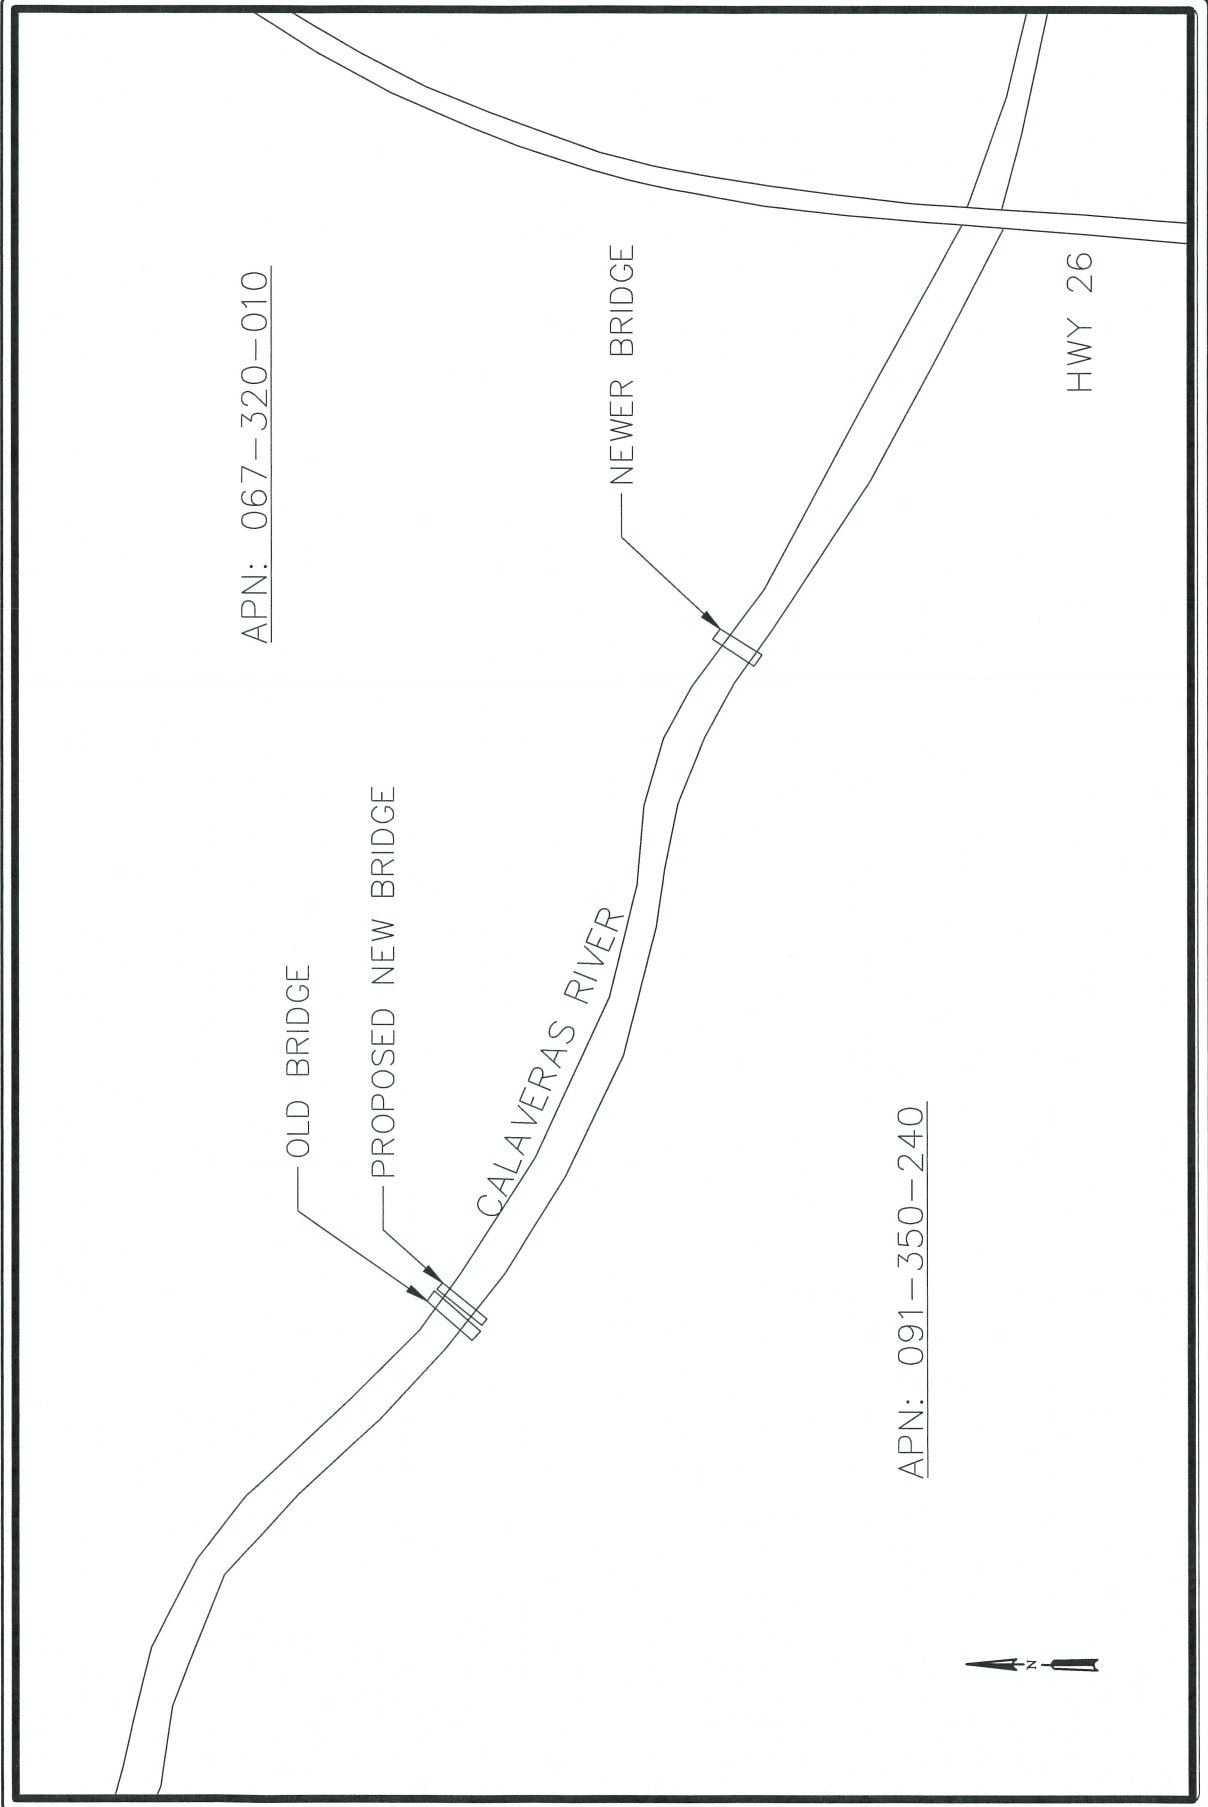 APN: 067-320-010
NEWER BRIDGE
HWY 26
OLD BRIDGE
PROPOSED NEW BRIDGE
CALAVERAS RIVER
APN: 091-350-240
N